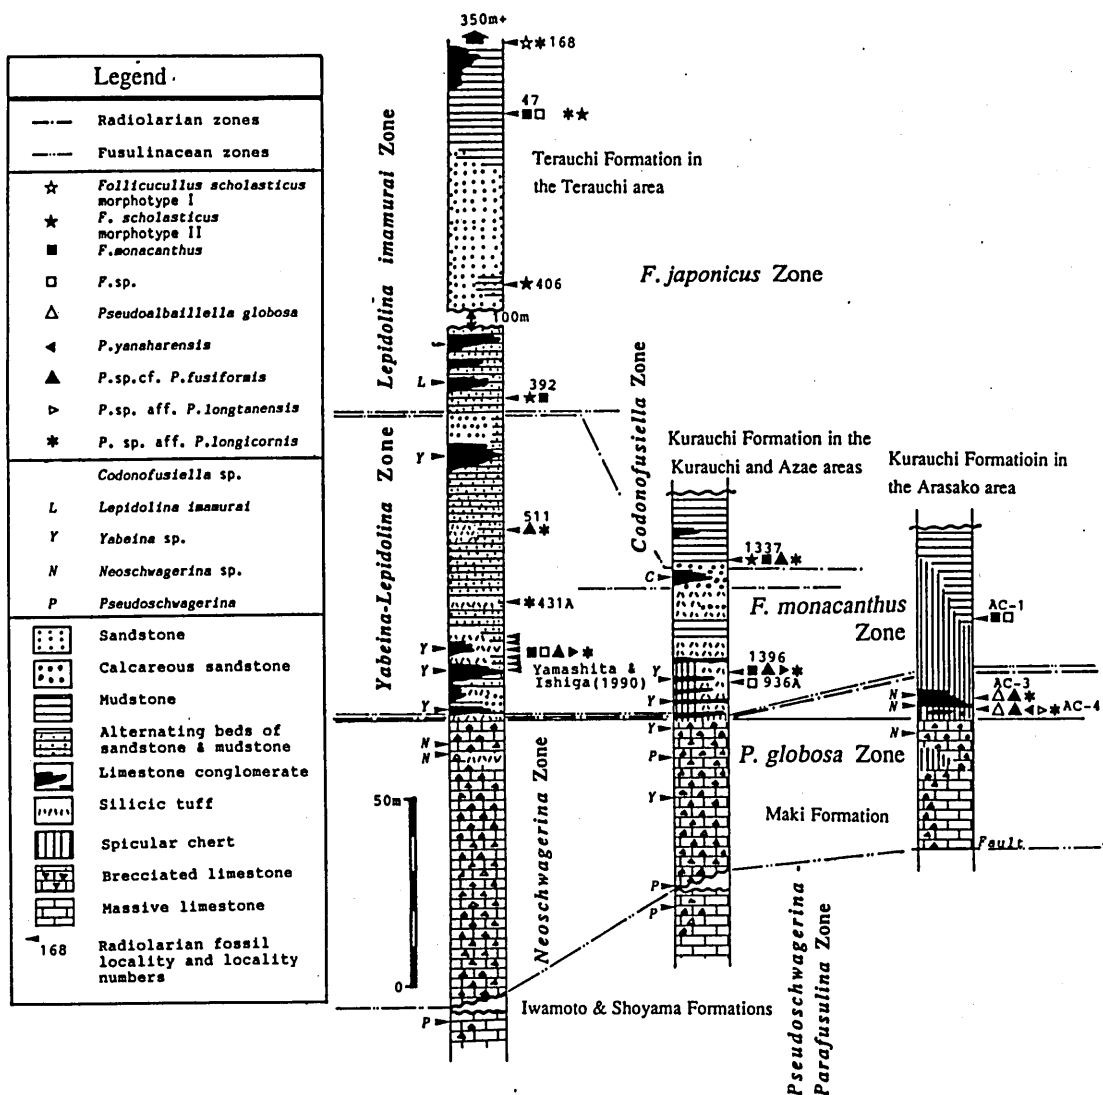 Legend
Radiolarian zones
Fusulinacean zones
Follicucullus scholasticus
morphotype I
F. scholasticus
morphotype II
F.monacanthus
F.sp.
Pseudoalbaillella globosa
P.yanaharensis
P.sp.cf. P.fusiformis
P.sp. aff. P.longtanensis
P. sp. aff. P.longicornis
Codonofusiella sp.
L Lepidolina imamurai
Y Yabeina sp.
N Neoschwagerina sp.
P Pseudoschwagerina
Sandstone
Calcareous sandstone
Mudstone
Alternating beds of
sandstone & mudstone
Limestone conglomerate
Silicic tuff
Spicular chert
Brecciated limestone
Massive limestone
168
Radiolarian fossil
locality and locality
numbers
350m+
168
47
406
100m
L
392
Y
511
431A
Y
Y
Yamashita &
Ishiga(1990)
Y
N
N
P
50m
0
Lepidolina imamurai Zone
Yabeina-Lepidolina Zone
Neoschwagerina Zone
Terauchi Formation in
the Terauchi area
F. japonicus Zone
Codonofusiella Zone
Kurauchi Formation in the
Kurauchi and Azae areas
1337
C
1396
Y
936A
Y
Y
P
Y
P
P
F. monacanthus
Zone
P. globosa Zone
Maki Formation
Iwamoto & Shoyama Formations
Pseudoschwagerina -
Parafusulina Zone
Kurauchi Formatioin in
the Arasako area
AC-1
AC-3
N
N
AC-4
N
Fault